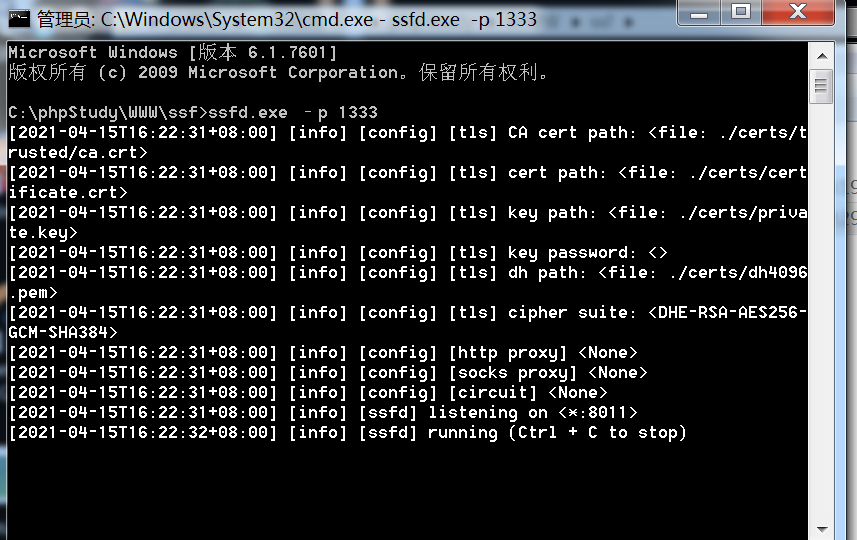 管理员: C:\Windows\System32\cmd.exe - ssfd.exe  -p 1333
Microsoft Windows [版本 6.1.7601]
版权所有 (c) 2009 Microsoft Corporation。保留所有权利。
C:\phpStudy\WWW\ssf>ssfd.exe  -p 1333
[2021-04-15T16:22:31+08:00] [info] [config] [tls] CA cert path: <file: ./certs/t
rusted/ca.crt>
[2021-04-15T16:22:31+08:00] [info] [config] [tls] cert path: <file: ./certs/cert
ificate.crt>
[2021-04-15T16:22:31+08:00] [info] [config] [tls] key path: <file: ./certs/priva
te.key>
[2021-04-15T16:22:31+08:00] [info] [config] [tls] key password: <>
[2021-04-15T16:22:31+08:00] [info] [config] [tls] dh path: <file: ./certs/dh4096
.pem>
[2021-04-15T16:22:31+08:00] [info] [config] [tls] cipher suite: <DHE-RSA-AES256-
GCM-SHA384>
[2021-04-15T16:22:31+08:00] [info] [config] [http proxy] <None>
[2021-04-15T16:22:31+08:00] [info] [config] [socks proxy] <None>
[2021-04-15T16:22:31+08:00] [info] [config] [circuit] <None>
[2021-04-15T16:22:31+08:00] [info] [ssfd] listening on <*:8011>
[2021-04-15T16:22:32+08:00] [info] [ssfd] running (Ctrl + C to stop)